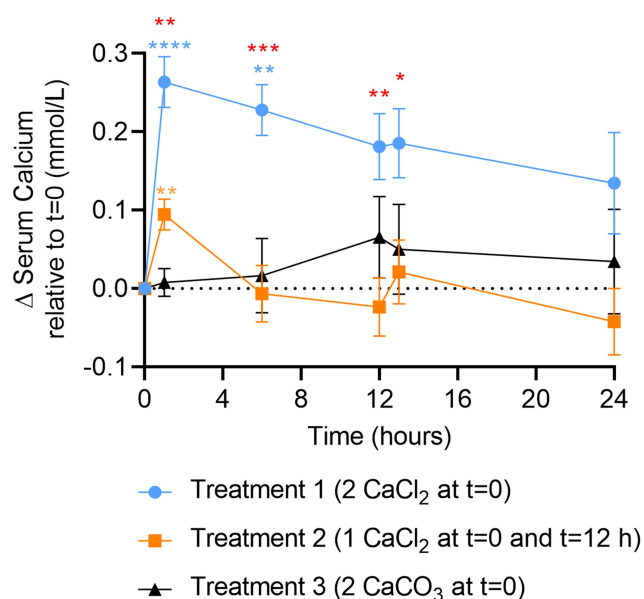 **
****
***
**
**
*
**
0.3
0.2
0.1
0.0
-0.1
Δ Serum Calcium
relative to t=0 (mmol/L)
0 4 8 12 16 20 24
Time (hours)
Treatment 1 (2 CaCl₂ at t=0)
Treatment 2 (1 CaCl₂ at t=0 and t=12 h)
Treatment 3 (2 CaCO₃ at t=0)